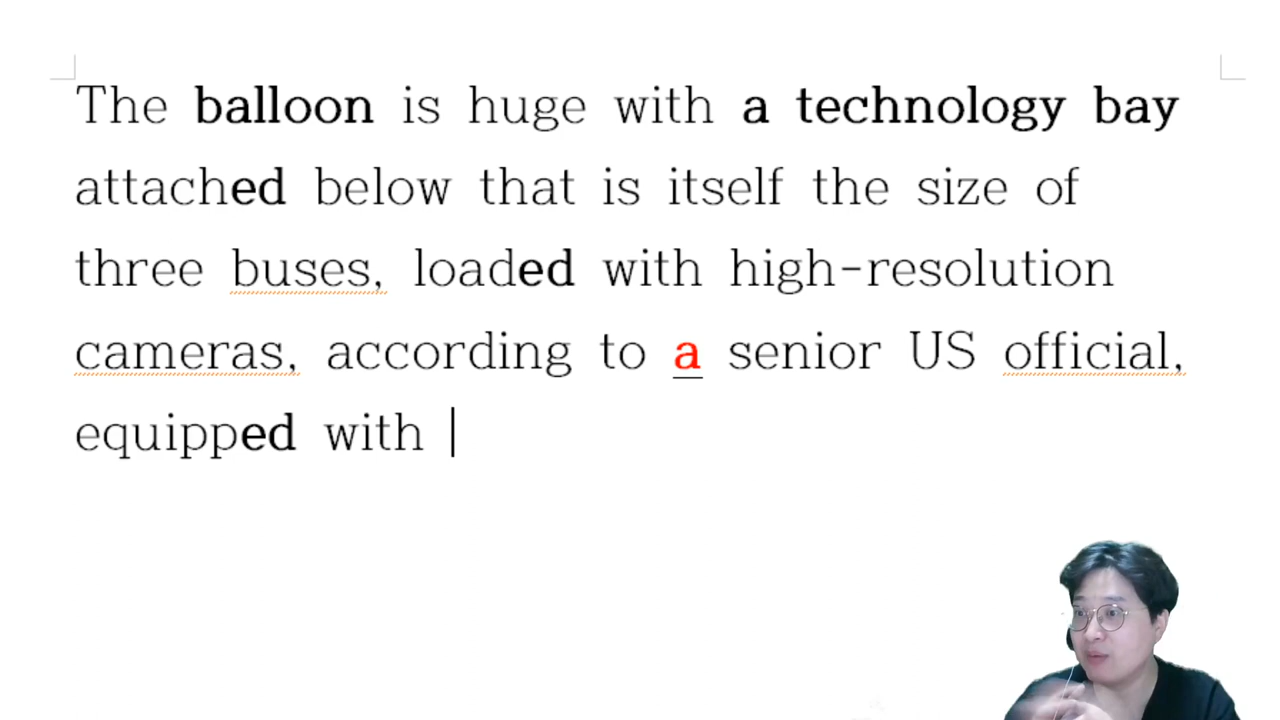 The balloon is huge with a technology bay
attached below that is itself the size of
three buses, loaded with high-resolution
cameras, according to a senior US official,
equipped with